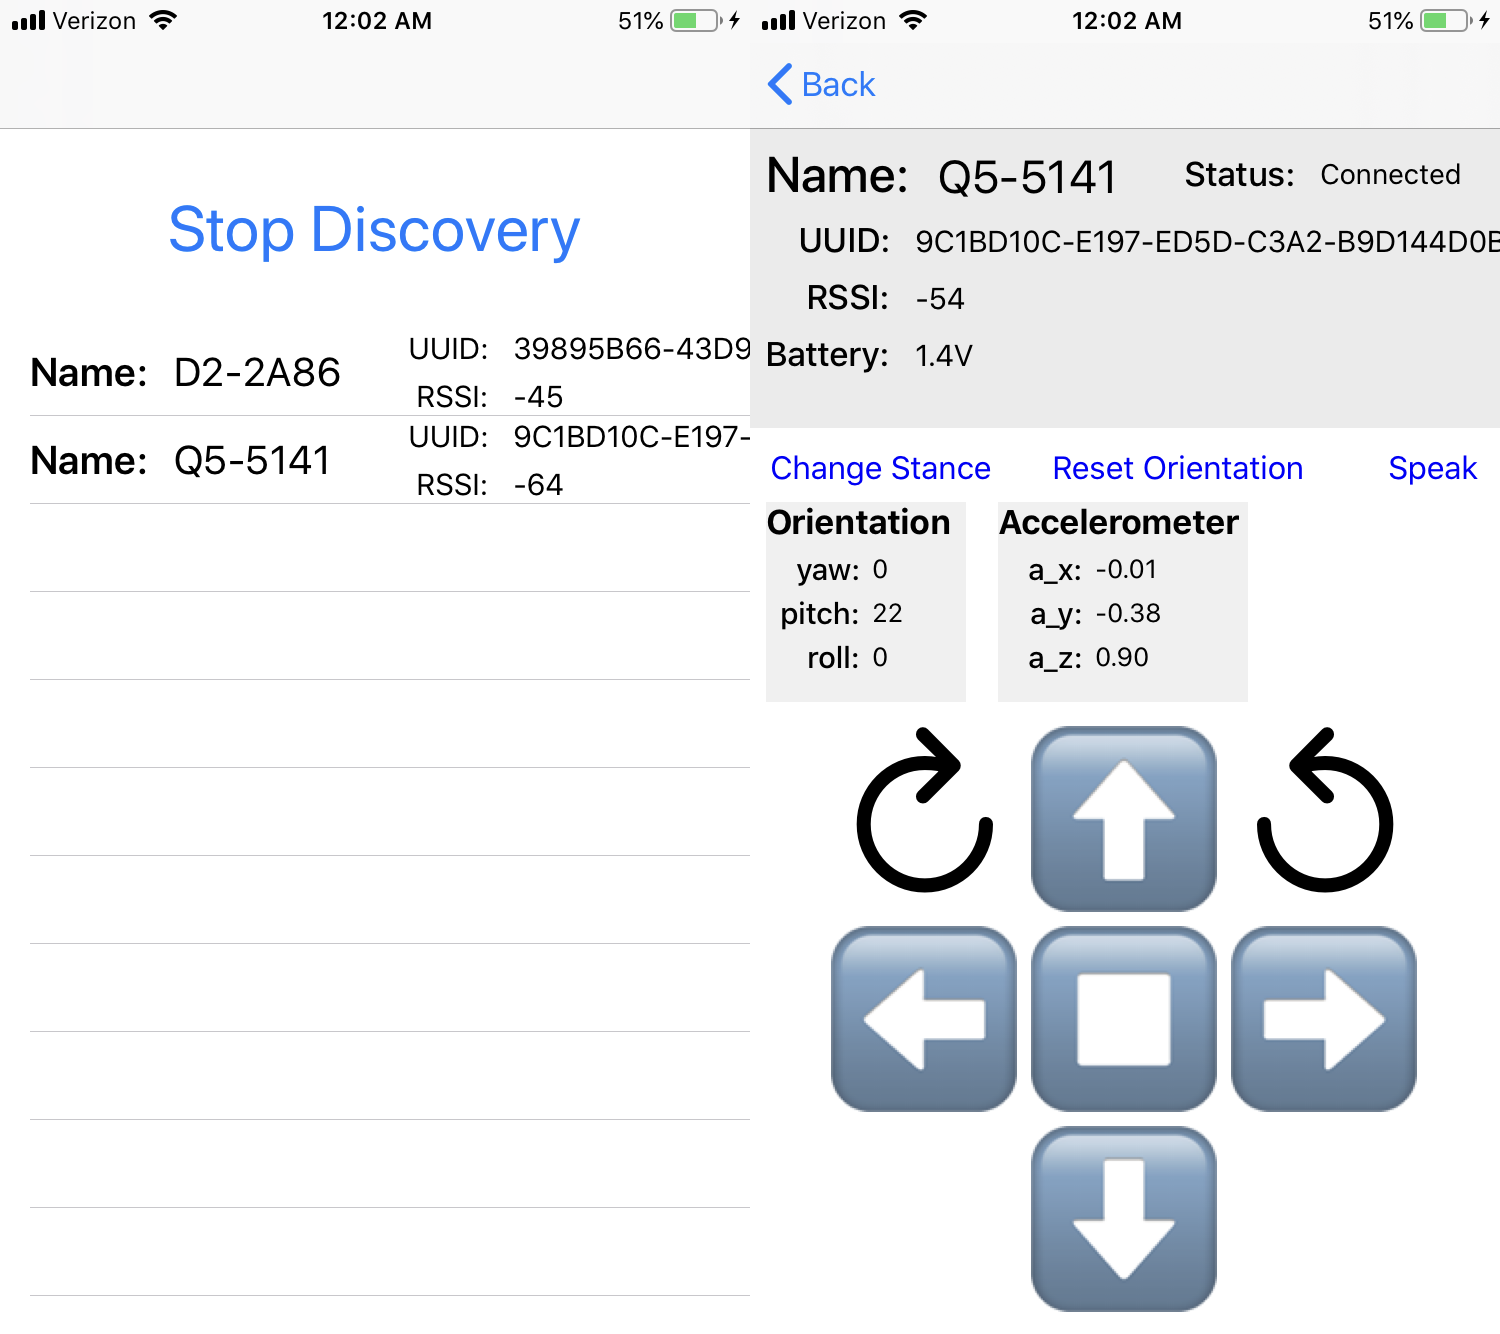 Verizon 12:02 AM 51%
Stop Discovery
Name: D2-2A86
UUID: 39895B66-43D9
RSSI: -45
Name: Q5-5141
UUID: 9C1BD10C-E197-
RSSI: -64
Verizon 12:02 AM 51%
Back
Name: Q5-5141 Status: Connected
UUID: 9C1BD10C-E197-ED5D-C3A2-B9D144D0B
RSSI: -54
Battery: 1.4V
Change Stance Reset Orientation Speak
Orientation
yaw: 0
pitch: 22
roll: 0
Accelerometer
a_x: -0.01
a_y: -0.38
a_z: 0.90